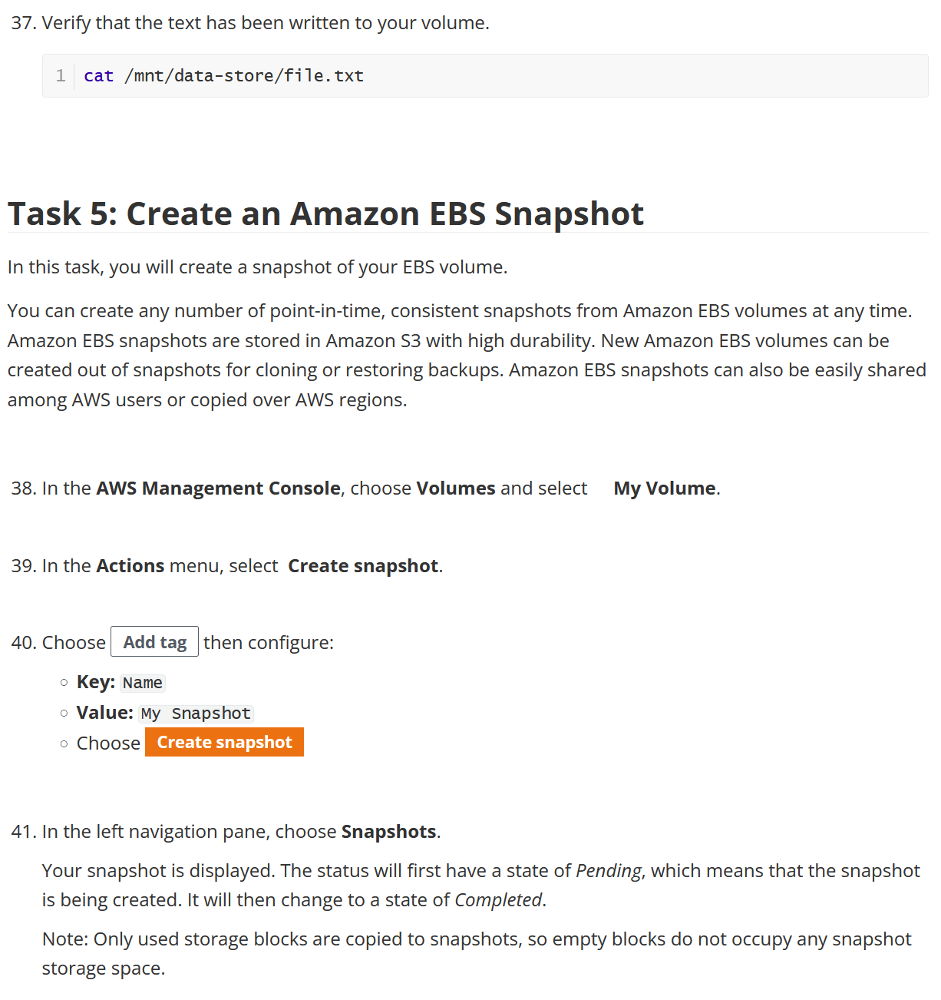 37. Verify that the text has been written to your volume.
1 cat /mnt/data-store/file.txt
Task 5: Create an Amazon EBS Snapshot
In this task, you will create a snapshot of your EBS volume.
You can create any number of point-in-time, consistent snapshots from Amazon EBS volumes at any time.
Amazon EBS snapshots are stored in Amazon S3 with high durability. New Amazon EBS volumes can be
created out of snapshots for cloning or restoring backups. Amazon EBS snapshots can also be easily shared
among AWS users or copied over AWS regions.
38. In the AWS Management Console, choose Volumes and select My Volume.
39. In the Actions menu, select Create snapshot.
40. Choose Add tag then configure:
Key: Name
Value: My Snapshot
Choose Create snapshot
41. In the left navigation pane, choose Snapshots.
Your snapshot is displayed. The status will first have a state of Pending, which means that the snapshot
is being created. It will then change to a state of Completed.
Note: Only used storage blocks are copied to snapshots, so empty blocks do not occupy any snapshot
storage space.